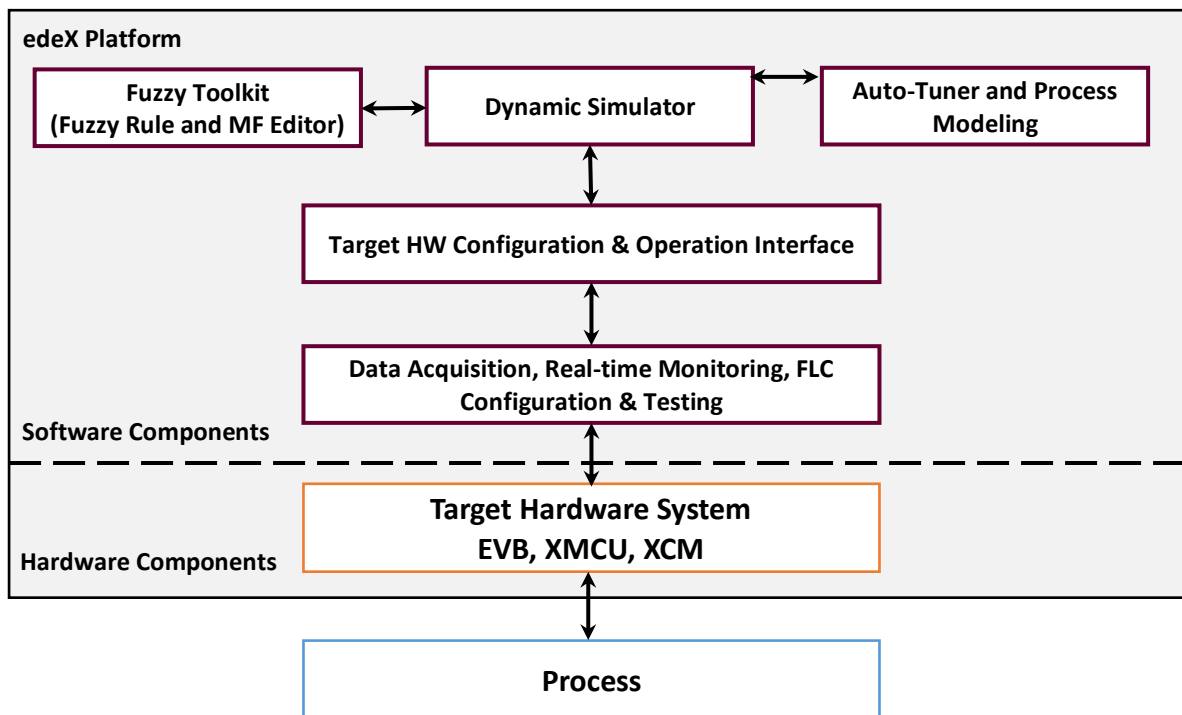 edeX Platform
Fuzzy Toolkit
(Fuzzy Rule and MF Editor)
Dynamic Simulator
Auto-Tuner and Process
Modeling
Target HW Configuration & Operation Interface
Data Acquisition, Real-time Monitoring, FLC
Configuration & Testing
Software Components
Target Hardware System
EVB, XMCU, XCM
Hardware Components
Process